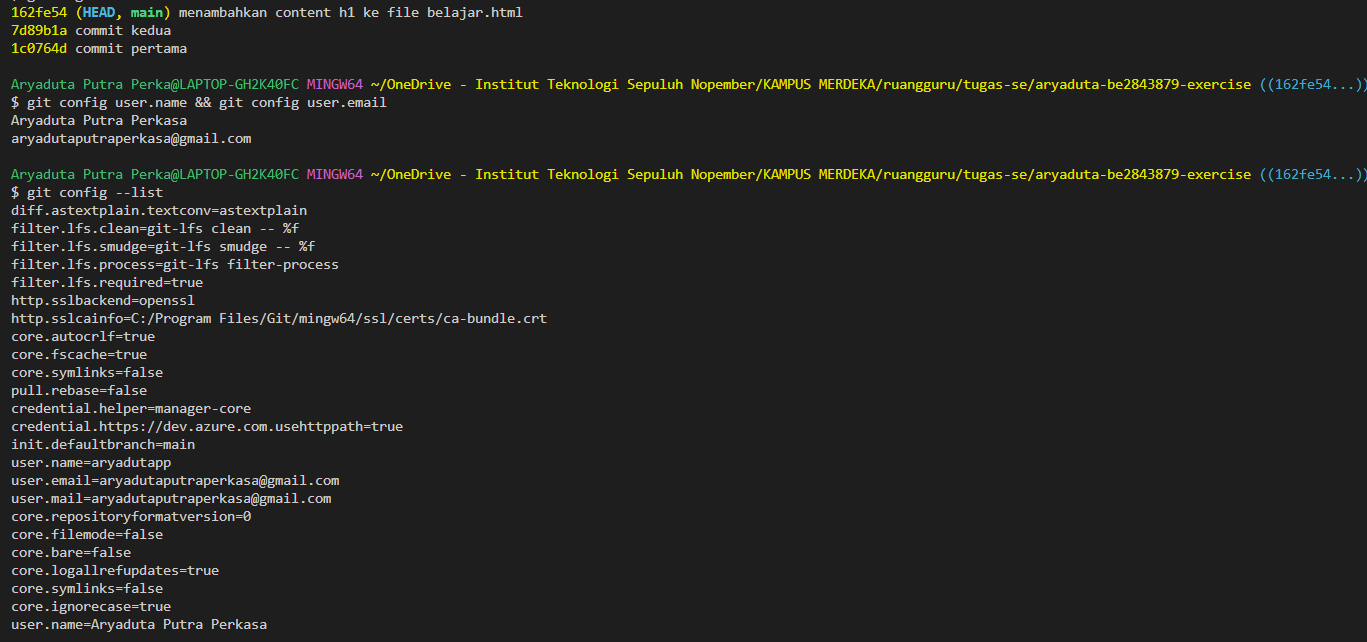 162fe54 (HEAD, main) menambahkan content h1 ke file belajar.html
7d89b1a commit kedua
1c0764d commit pertama
Aryaduta Putra Perka@LAPTOP-GH2K40FC MINGW64 ~/OneDrive - Institut Teknologi Sepuluh Nopember/KAMPUS MERDEKA/ruangguru/tugas-se/aryaduta-be2843879-exercise ((162fe54...))
$ git config user.name && git config user.email
Aryaduta Putra Perkasa
aryadutaputraperkasa@gmail.com
Aryaduta Putra Perka@LAPTOP-GH2K40FC MINGW64 ~/OneDrive - Institut Teknologi Sepuluh Nopember/KAMPUS MERDEKA/ruangguru/tugas-se/aryaduta-be2843879-exercise ((162fe54...))
$ git config --list
diff.astextplain.textconv=astextplain
filter.lfs.clean=git-lfs clean -- %f
filter.lfs.smudge=git-lfs smudge -- %f
filter.lfs.process=git-lfs filter-process
filter.lfs.required=true
http.sslbackend=openssl
http.sslcainfo=C:/Program Files/Git/mingw64/ssl/certs/ca-bundle.crt
core.autocrlf=true
core.fscache=true
core.symlinks=false
pull.rebase=false
credential.helper=manager-core
credential.https://dev.azure.com.usehttppath=true
init.defaultbranch=main
user.name=aryadutapp
user.email=aryadutaputraperkasa@gmail.com
user.mail=aryadutaputraperkasa@gmail.com
core.repositoryformatversion=0
core.filemode=false
core.bare=false
core.logallrefupdates=true
core.symlinks=false
core.ignorecase=true
user.name=Aryaduta Putra Perkasa